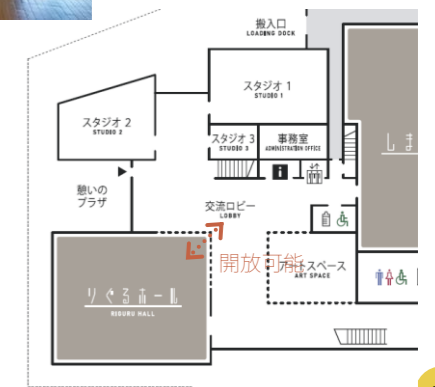 搬入口
LOADING DOCK
スタジオ 1
STUDIO 1
スタジオ 2
STUDIO 2
スタジオ 3
STUDIO 3
事務室
ADMINISTRATION OFFICE
しま
憩いの
プラザ
交流ロビー
LOBBY
開放可能
アートスペース
ART SPACE
りぐるホール
RIGURU HALL